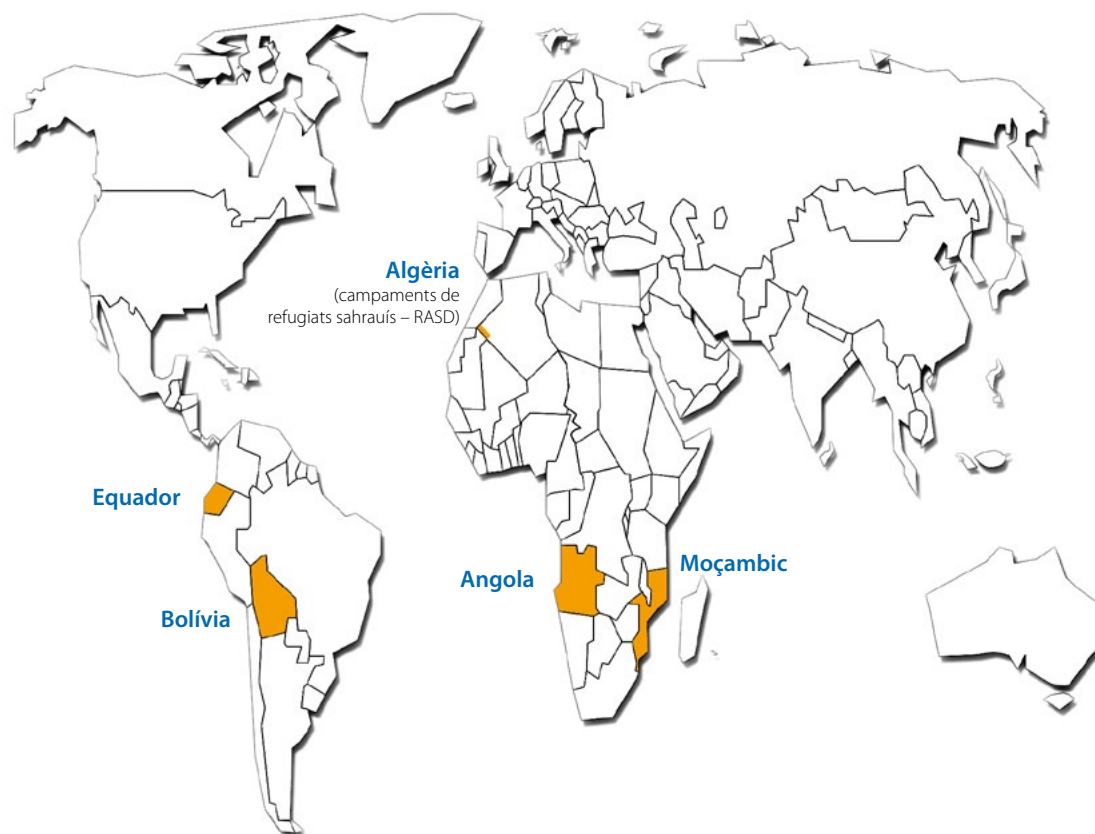 Algèria
(campaments de
refugiats sahrauís – RASD)
Equador
Moçambic
Angola
Bolívia